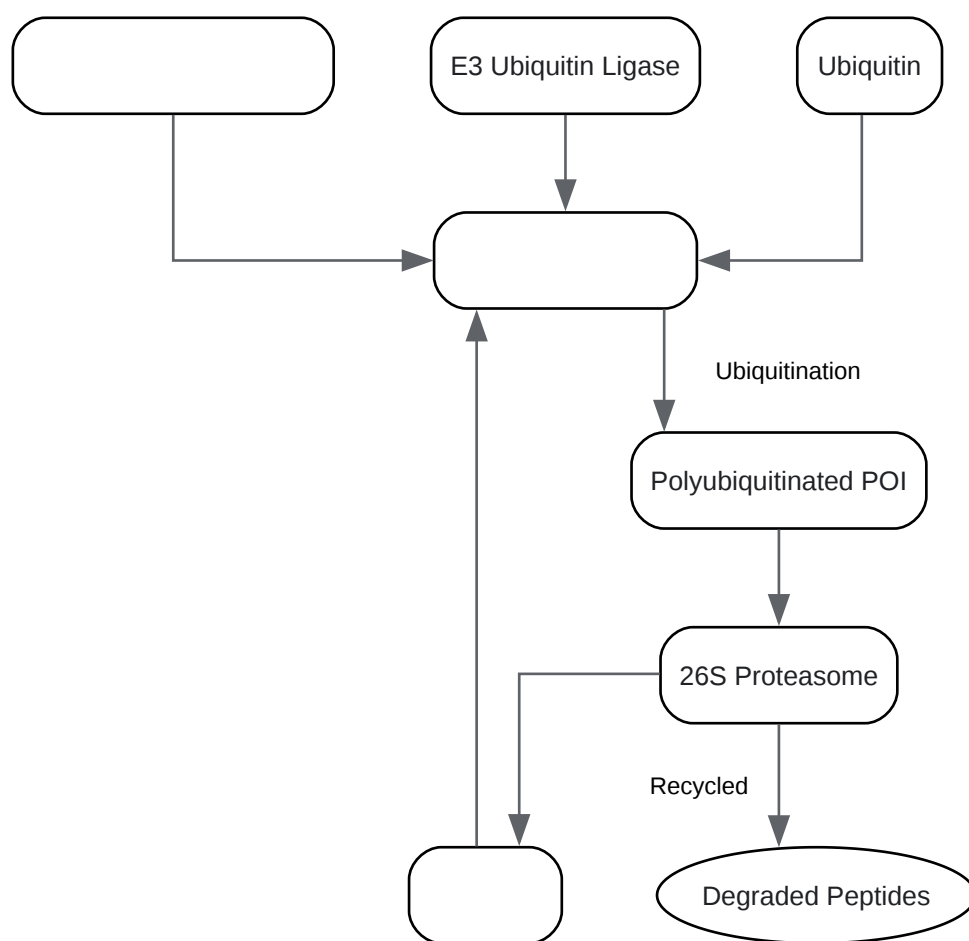 E3 Ubiquitin Ligase
Ubiquitin
Ubiquitination
Polyubiquitinated POI
26S Proteasome
Recycled
Degraded Peptides